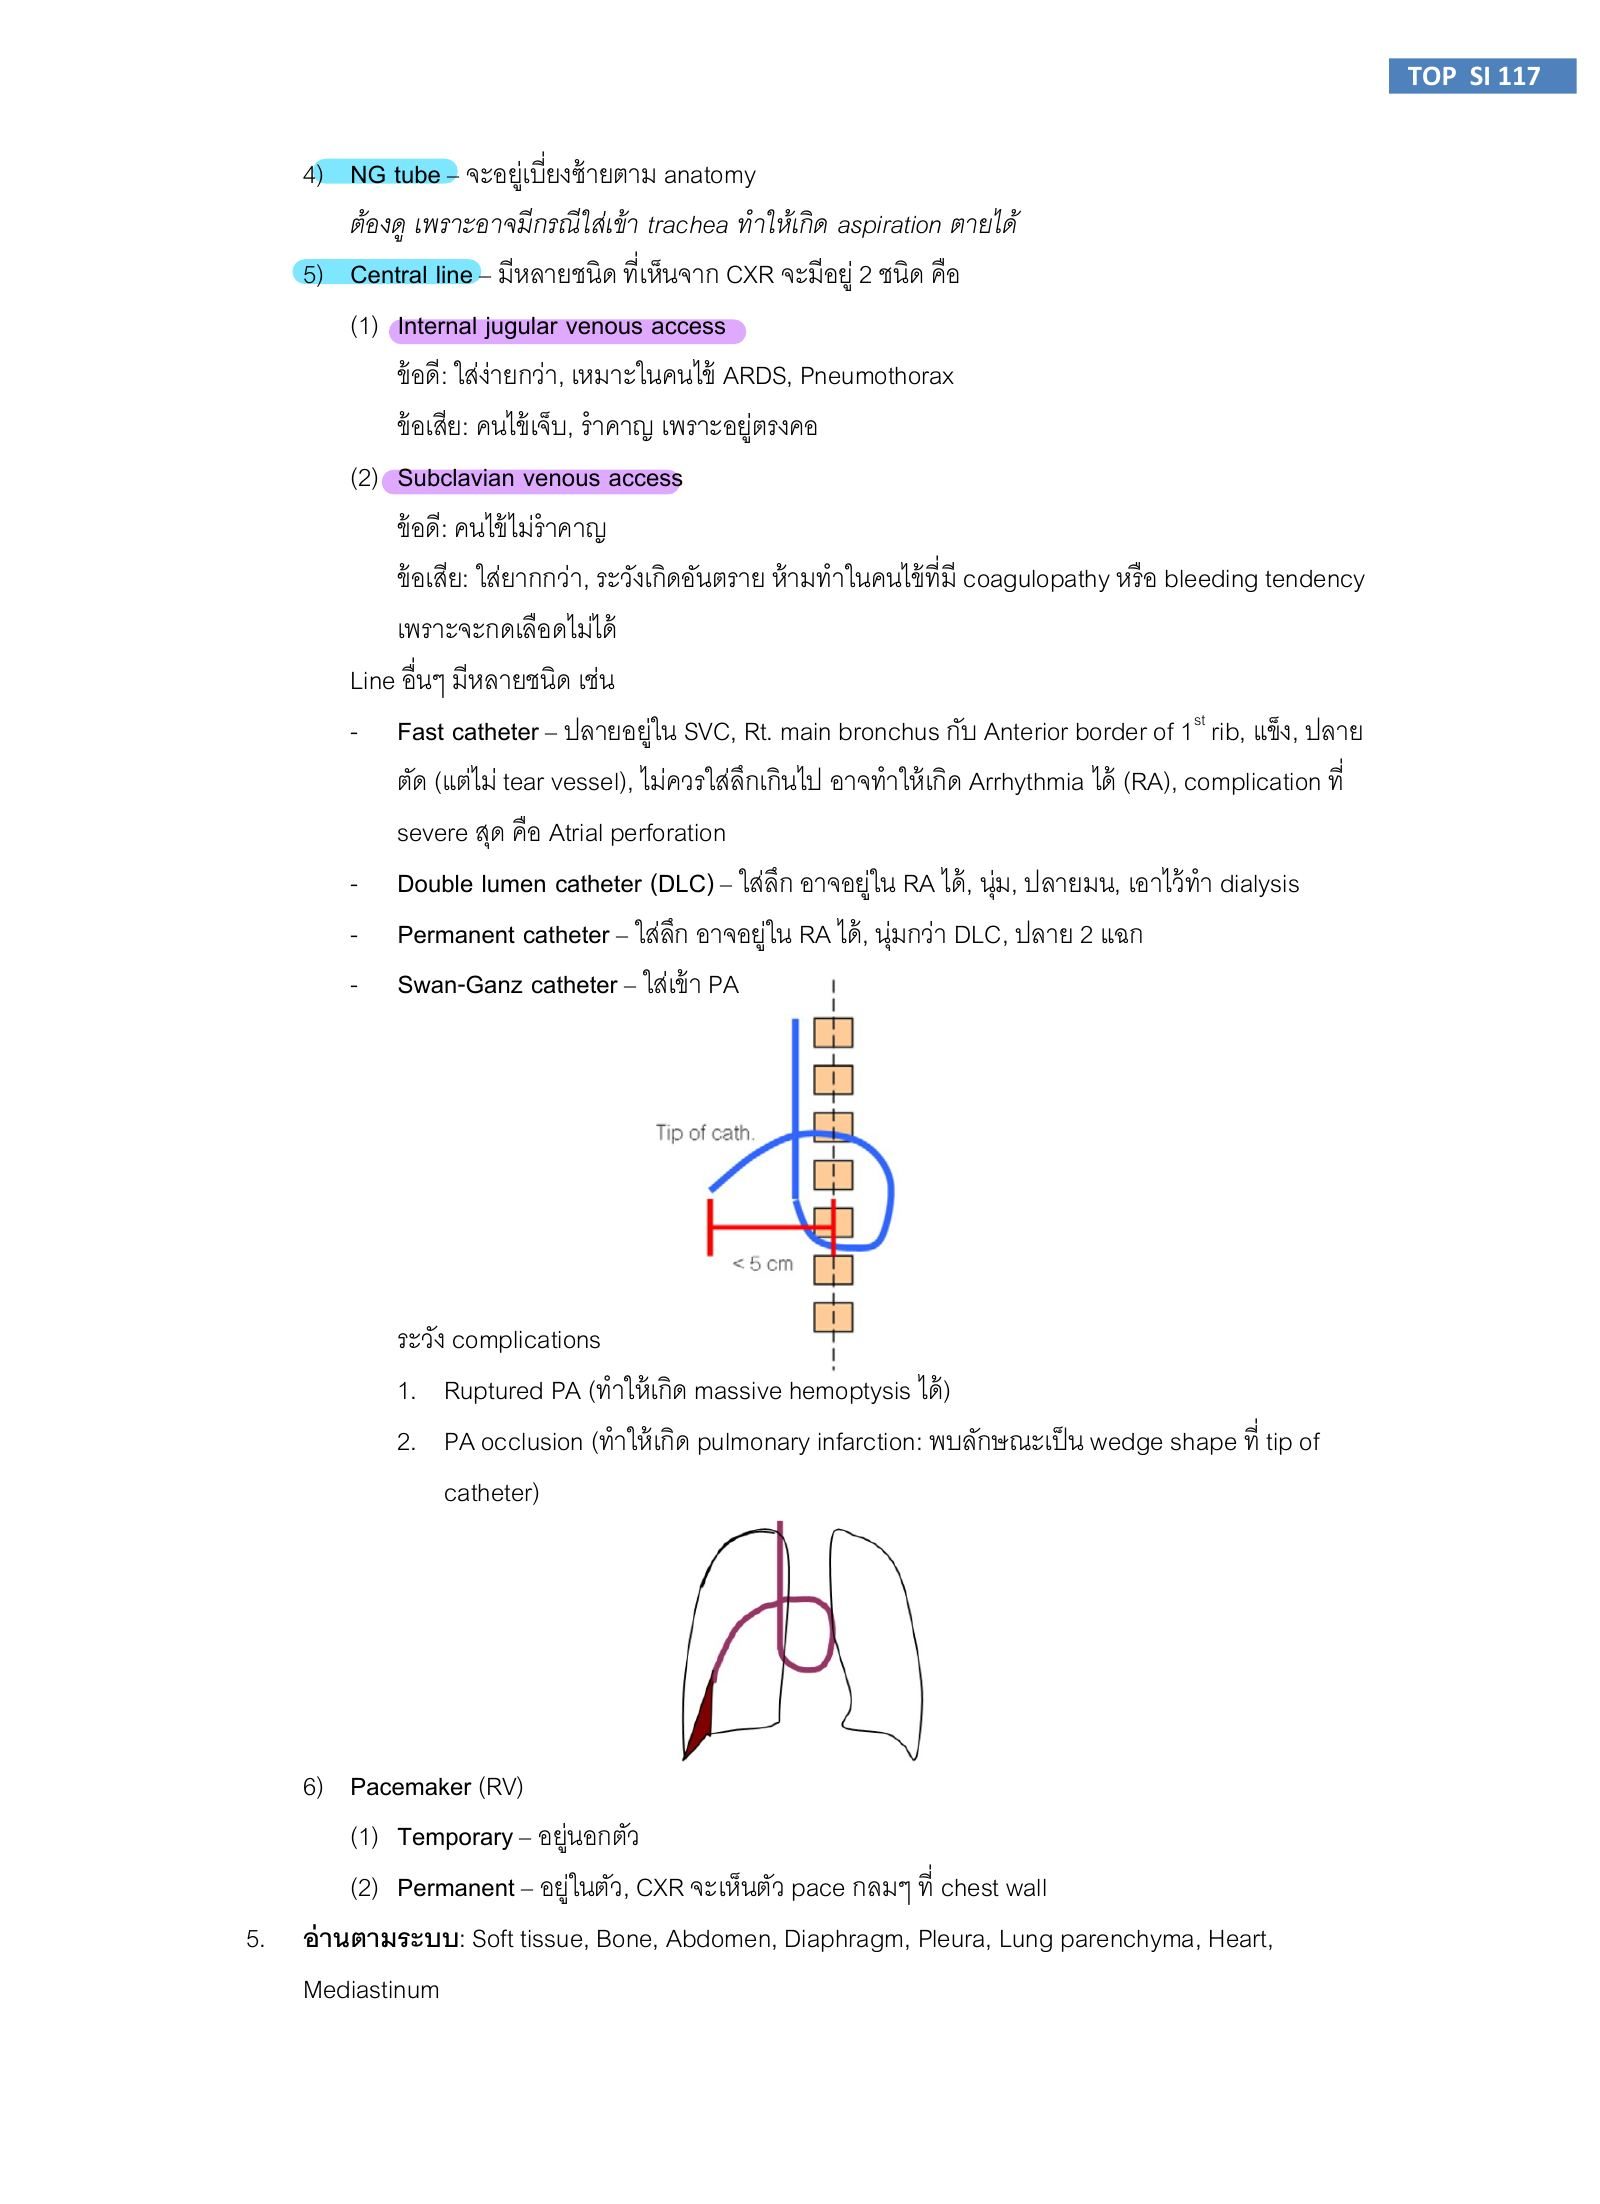 TOP SI 117
4) NG tube – จะอยู่เบี่ยงซ้ายตาม anatomy
ต้องดู เพราะอาจมีกรณีใส่เข้า trachea ทำให้เกิด aspiration ตายได้
5) Central line – มีหลายชนิด ที่เห็นจาก CXR จะมีอยู่ 2 ชนิด คือ
(1) Internal jugular venous access
ข้อดี: ใส่ง่ายกว่า, เหมาะในคนไข้ ARDS, Pneumothorax
ข้อเสีย: คนไข้เจ็บ, รำคาญ เพราะอยู่ตรงคอ
(2) Subclavian venous access
ข้อดี: คนไข้ไม่รำคาญ
ข้อเสีย: ใส่ยากกว่า, ระวังเกิดอันตราย ห้ามทำในคนไข้ที่มี coagulopathy หรือ bleeding tendency
เพราะจะกดเลือดไม่ได้
Line อื่นๆ มีหลายชนิด เช่น
- Fast catheter – ปลายอยู่ใน SVC, Rt. main bronchus กับ Anterior border of 1st rib, แข็ง, ปลาย
ตัด (แต่ไม่ tear vessel), ไม่ควรใส่ลึกเกินไป อาจทำให้เกิด Arrhythmia ได้ (RA), complication ที่
severe สุด คือ Atrial perforation
- Double lumen catheter (DLC) – ใส่ลึก อาจอยู่ใน RA ได้, นุ่ม, ปลายมน, เอาไว้ทำ dialysis
- Permanent catheter – ใส่ลึก อาจอยู่ใน RA ได้, นุ่มกว่า DLC, ปลาย 2 แฉก
- Swan-Ganz catheter – ใส่เข้า PA
Tip of cath.
< 5 cm
ระวัง complications
1. Ruptured PA (ทำให้เกิด massive hemoptysis ได้)
2. PA occlusion (ทำให้เกิด pulmonary infarction: พบลักษณะเป็น wedge shape ที่ tip of
catheter)
6) Pacemaker (RV)
(1) Temporary – อยู่นอกตัว
(2) Permanent – อยู่ในตัว, CXR จะเห็นตัว pace กลมๆ ที่ chest wall
5. อ่านตามระบบ: Soft tissue, Bone, Abdomen, Diaphragm, Pleura, Lung parenchyma, Heart,
Mediastinum